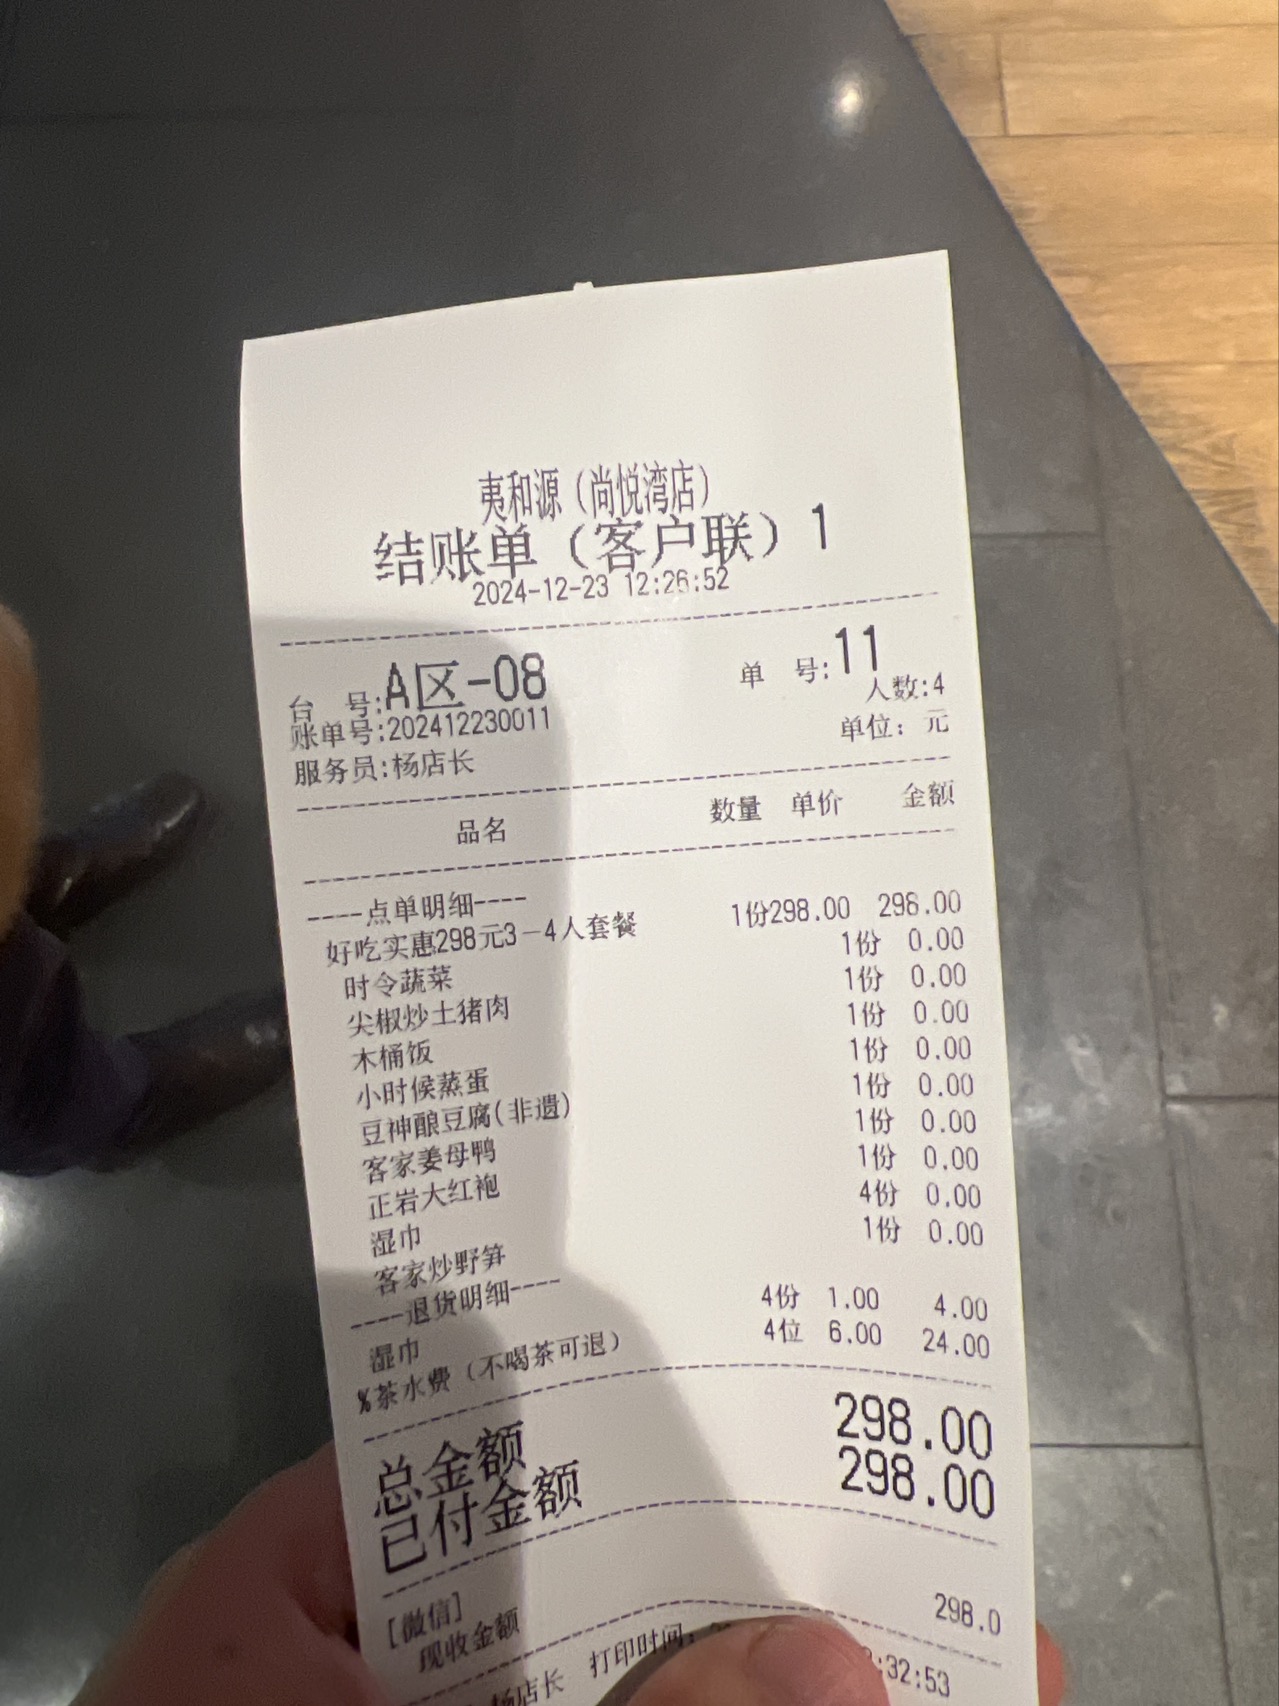 夷和源（尚悦湾店）
结账单（客户联）1
2024-12-23 12:26:52
台 号:A区-08 单 号:11
人数:4
账单号:202412230011
单位: 元
服务员:杨店长
品名 数量 单价 金额
----点单明细----
好吃实惠298元3-4人套餐 1份298.00 298.00
时令蔬菜 1份 0.00
尖椒炒土猪肉 1份 0.00
木桶饭 1份 0.00
小时候蒸蛋 1份 0.00
豆神酿豆腐(非遗) 1份 0.00
客家姜母鸭 1份 0.00
正岩大红袍 1份 0.00
湿巾 4份 0.00
客家炒野笋 1份 0.00
----退货明细----
湿巾 4份 1.00 4.00
%茶水费（不喝茶可退） 4位 6.00 24.00
总金额 298.00
已付金额 298.00
[微信]
现收金额 298.0
杨店长 打印时间: :32:53